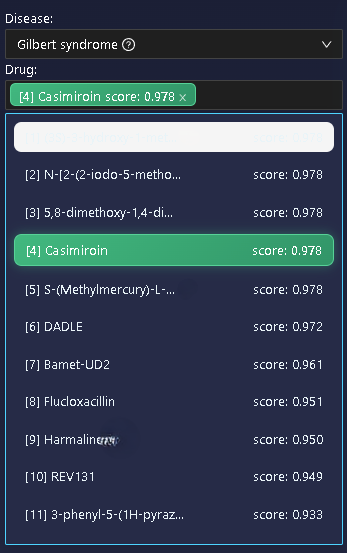 Disease:
Gilbert syndrome ?
Drug:
[4] Casimiroin score: 0.978 ×
[2] N-[2-(2-iodo-5-metho... score: 0.978
[3] 5,8-dimethoxy-1,4-di... score: 0.978
[4] Casimiroin score: 0.978
[5] S-(Methylmercury)-L-... score: 0.978
[6] DADLE score: 0.972
[7] Bamet-UD2 score: 0.961
[8] Flucloxacillin score: 0.951
[9] Harmaline score: 0.950
[10] REV131 score: 0.949
[11] 3-phenyl-5-(1H-pyraz... score: 0.933